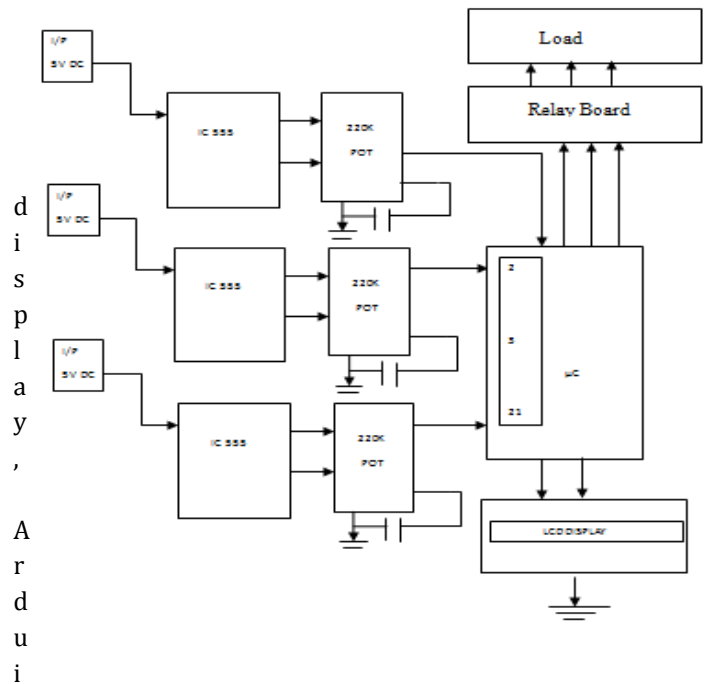 Load
Relay Board
I/P
5V DC
IC 555
220K
POT
I/P
5V DC
IC 555
220K
POT
I/P
5V DC
IC 555
220K
POT
2
3
21
µC
LCD DISPLAY
d
i
s
p
l
a
y
,
A
r
d
u
i